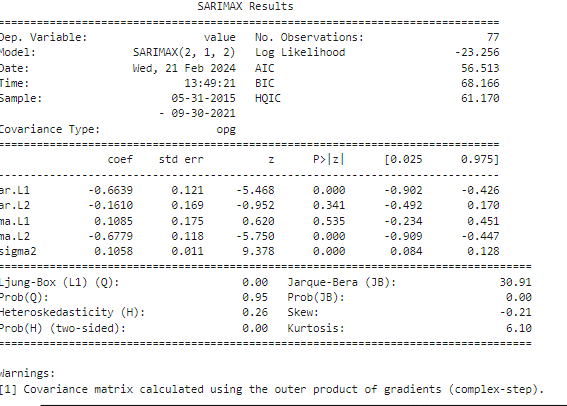 SARIMAX Results
==============================================================================
Dep. Variable: value No. Observations: 77
Model: SARIMAX(2, 1, 2) Log Likelihood -23.256
Date: Wed, 21 Feb 2024 AIC 56.513
Time: 13:49:21 BIC 68.166
Sample: 05-31-2015 HQIC 61.170
- 09-30-2021
Covariance Type: opg
==============================================================================
coef std err z P>|z| [0.025 0.975]
------------------------------------------------------------------------------
ar.L1 -0.6639 0.121 -5.468 0.000 -0.902 -0.426
ar.L2 -0.1610 0.169 -0.952 0.341 -0.492 0.170
ma.L1 0.1085 0.175 0.620 0.535 -0.234 0.451
ma.L2 -0.6779 0.118 -5.750 0.000 -0.909 -0.447
sigma2 0.1058 0.011 9.378 0.000 0.084 0.128
===================================================================================
Ljung-Box (L1) (Q): 0.00 Jarque-Bera (JB): 30.91
Prob(Q): 0.95 Prob(JB): 0.00
Heteroskedasticity (H): 0.26 Skew: -0.21
Prob(H) (two-sided): 0.00 Kurtosis: 6.10
===================================================================================
Warnings:
[1] Covariance matrix calculated using the outer product of gradients (complex-step).